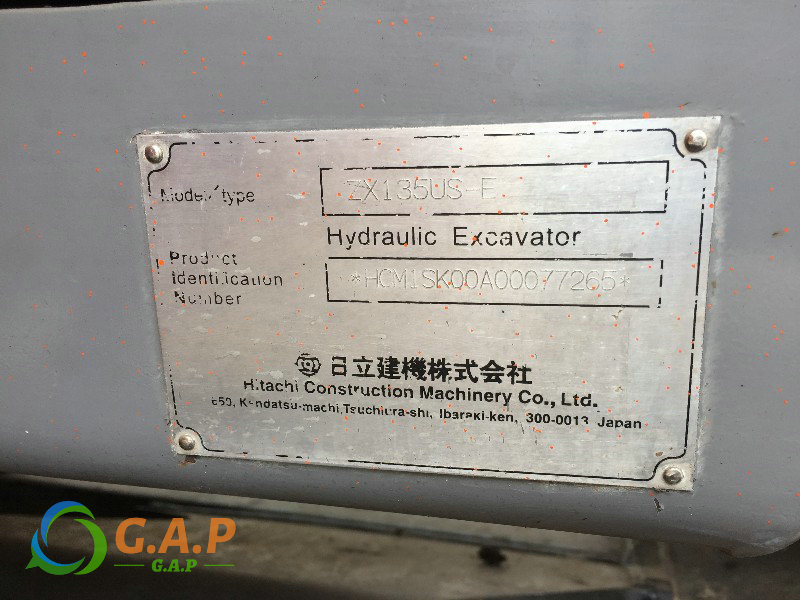 Model/type ZX135US-E
Hydraulic Excavator
Product
Identification
Number
*HCM1SK00A00077265*
日立建機株式会社
Hitachi Construction Machinery Co., Ltd.
650, Kandatsu-machi, Tsuchiura-shi, Ibaraki-ken, 300-0013 Japan
G.A.P
G.A.P